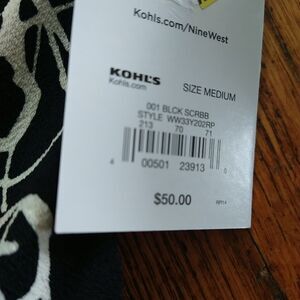 Kohls.com/NineWest
KOHL'S
Kohls.com
SIZE MEDIUM
001 BLCK SCRBB
STYLE WW33Y202RP
213 70 71
4 00501 23913 0
$50.00